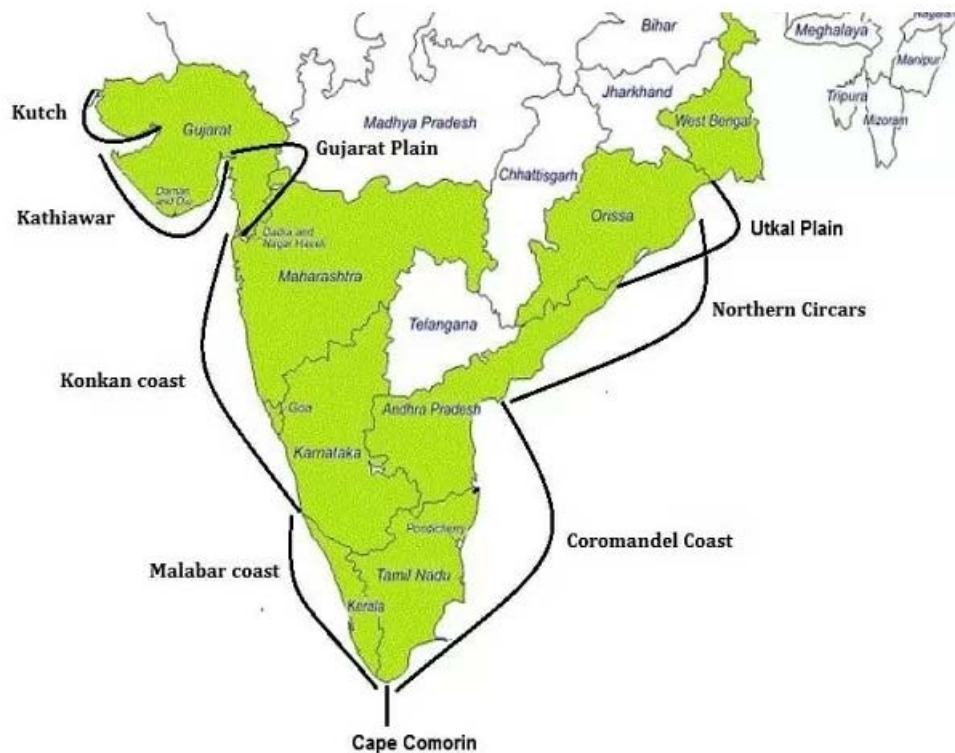 Bihar
Meghalaya
Manipur
Jharkhand
Tripura
Mizoram
Kutch
Gujarat
Madhya Pradesh
West Bengal
Gujarat Plain
Chhattisgarh
Daman
and Diu
Kathiawar
Orissa
Utkal Plain
Dadra and
Nagar Haveli
Maharashtra
Telangana
Northern Circars
Konkan coast
Goa
Andhra Pradesh
Karnataka
Pondicherry
Coromandel Coast
Malabar coast
Tamil Nadu
Kerala
Cape Comorin